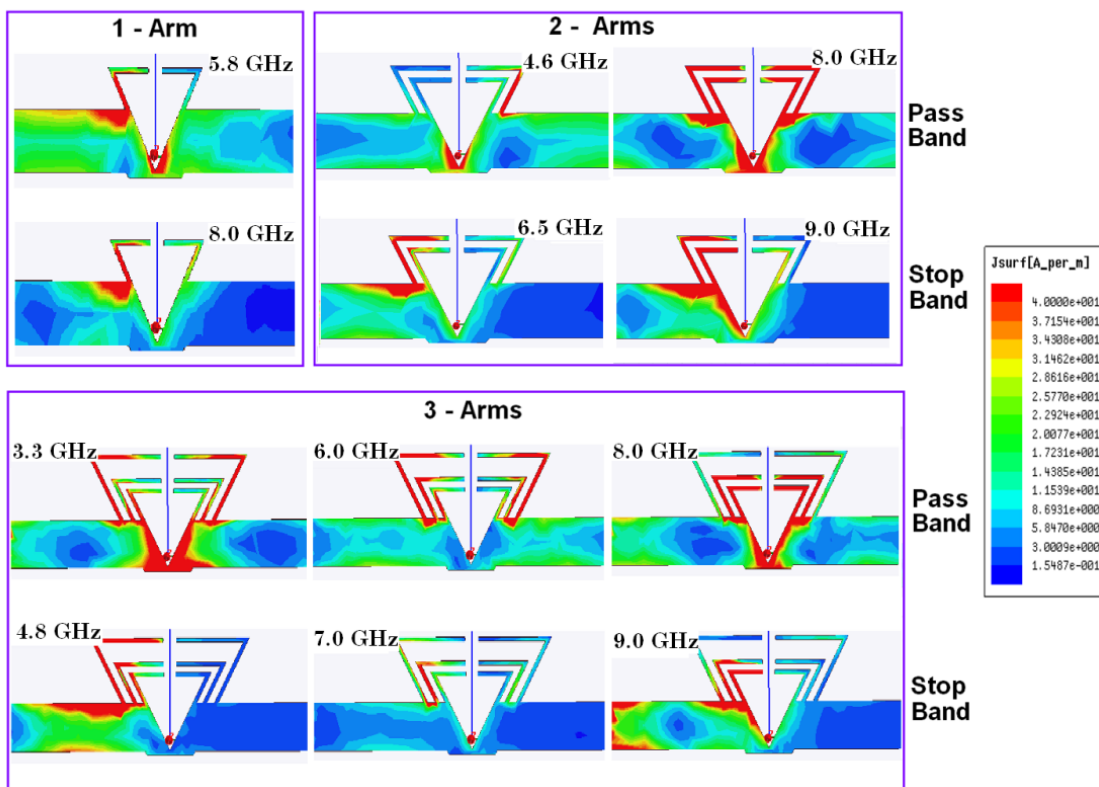 1 - Arm
5.8 GHz
8.0 GHz
2 - Arms
4.6 GHz
8.0 GHz
Pass
Band
6.5 GHz
9.0 GHz
Stop
Band
3 - Arms
3.3 GHz
6.0 GHz
8.0 GHz
Pass
Band
4.8 GHz
7.0 GHz
9.0 GHz
Stop
Band
Jsurf[A_per_m]
4.0000e+001
3.7154e+001
3.4308e+001
3.1462e+001
2.8616e+001
2.5770e+001
2.2924e+001
2.0077e+001
1.7231e+001
1.4385e+001
1.1539e+001
8.6931e+000
5.8470e+000
3.0009e+000
1.5487e-001